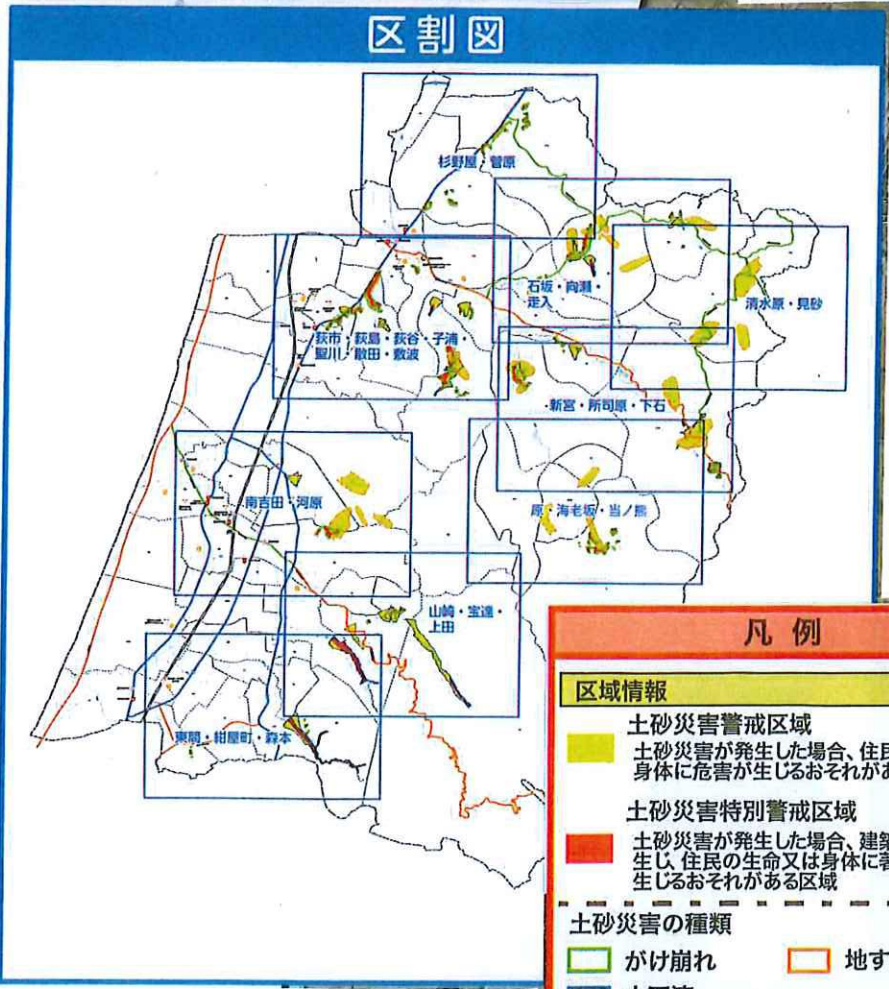 区割図
杉野屋・菅原
石坂・向瀬・
走入
清水原・見砂
荻市・荻島・荻谷・子浦・
聖川・散田・敷波
新宮・所司原・下石
南吉田・河原
原・海老坂・当ノ熊
山崎・宝達・
上田
東間・紺屋町・森本
凡例
区域情報
土砂災害警戒区域
土砂災害が発生した場合、住民
身体に危害が生じるおそれがあ
土砂災害特別警戒区域
土砂災害が発生した場合、建築
生じ、住民の生命又は身体に著
生じるおそれがある区域
土砂災害の種類
がけ崩れ
地す